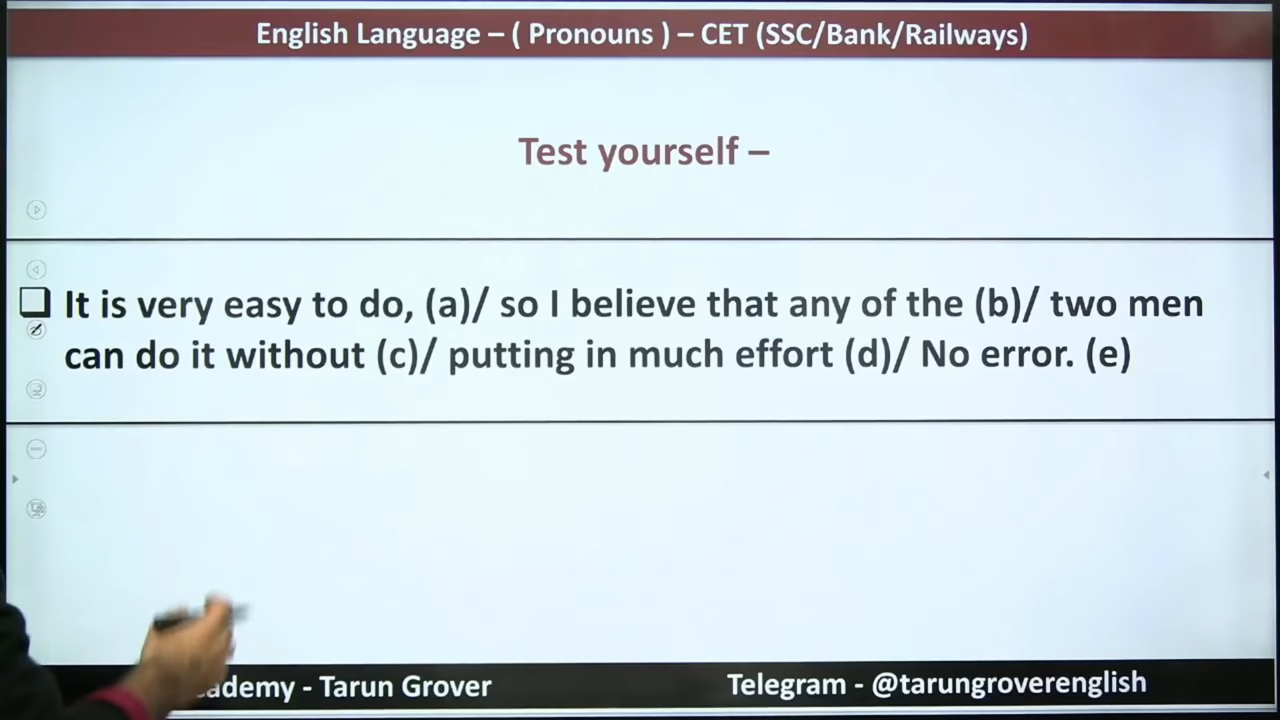 English Language – ( Pronouns ) – CET (SSC/Bank/Railways)
Test yourself –
❑ It is very easy to do, (a)/ so I believe that any of the (b)/ two men
can do it without (c)/ putting in much effort (d)/ No error. (e)
- Tarun Grover
Telegram - @tarungroverenglish